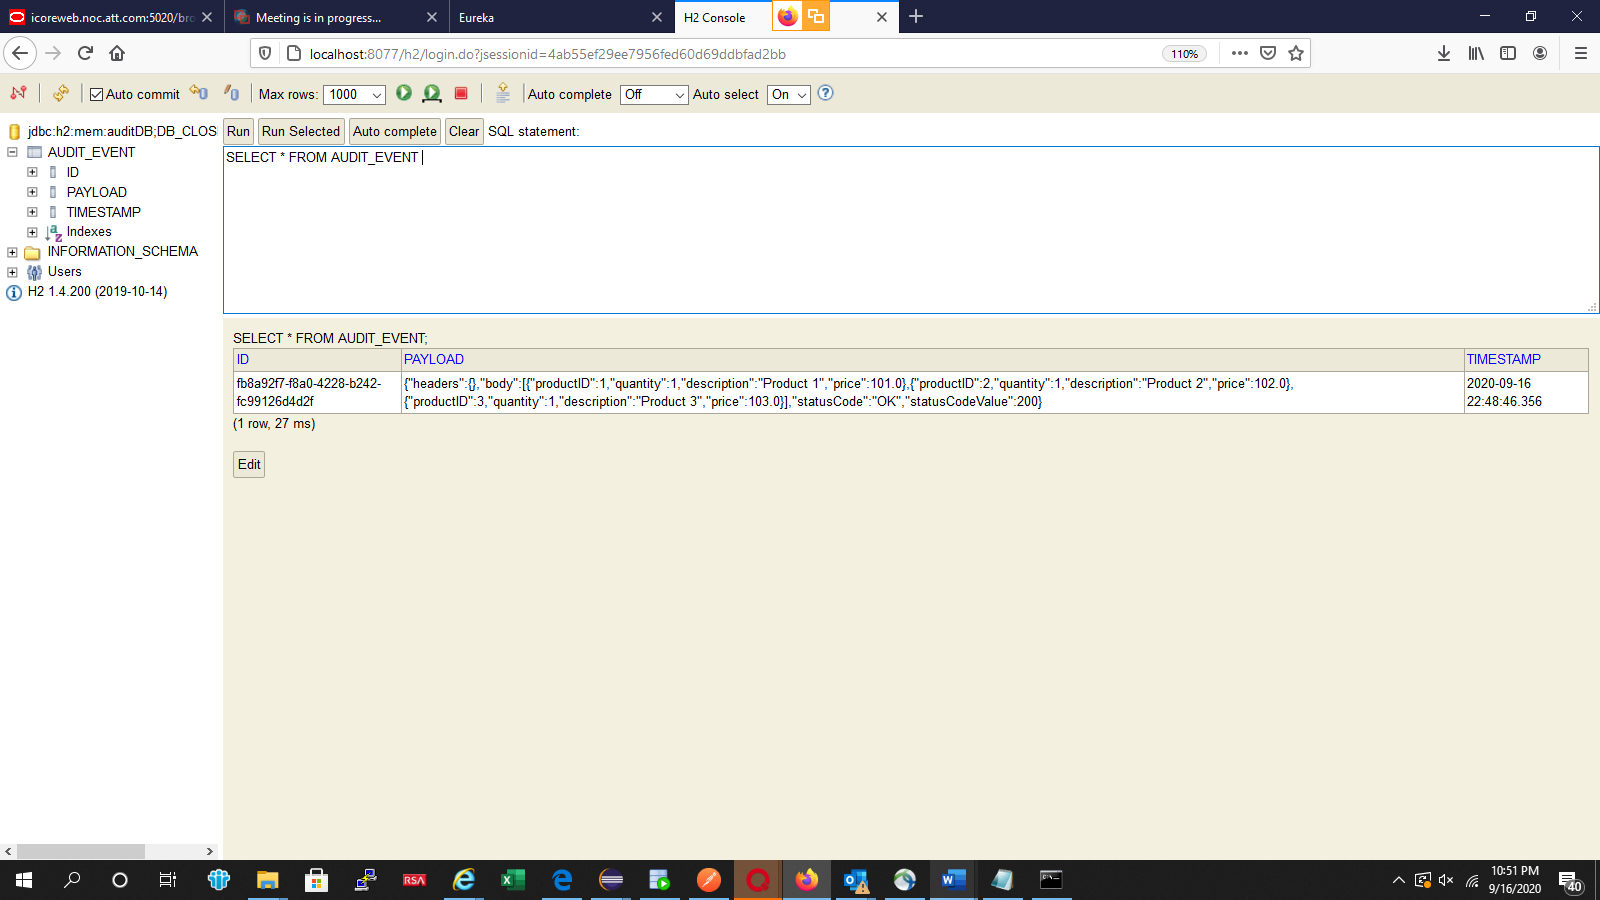 icoreweb.noc.att.com:5020/bro
Meeting is in progress...
Eureka
H2 Console
localhost:8077/h2/login.do?jsessionid=4ab55ef29ee7956fed60d69ddbfad2bb
110%
Auto commit
Max rows: 1000
Auto complete Off
Auto select On
jdbc:h2:mem:auditDB;DB_CLOS
AUDIT_EVENT
ID
PAYLOAD
TIMESTAMP
Indexes
INFORMATION_SCHEMA
Users
H2 1.4.200 (2019-10-14)
Run Run Selected Auto complete Clear SQL statement:
SELECT * FROM AUDIT_EVENT
SELECT * FROM AUDIT_EVENT;
ID PAYLOAD TIMESTAMP
fb8a92f7-f8a0-4228-b242-
fc99126d4d2f
{"headers":{},"body":[{"productID":1,"quantity":1,"description":"Product 1","price":101.0},{"productID":2,"quantity":1,"description":"Product 2","price":102.0},
{"productID":3,"quantity":1,"description":"Product 3","price":103.0}],"statusCode":"OK","statusCodeValue":200}
2020-09-16
22:48:46.356
(1 row, 27 ms)
Edit
RSA
10:51 PM
9/16/2020
40